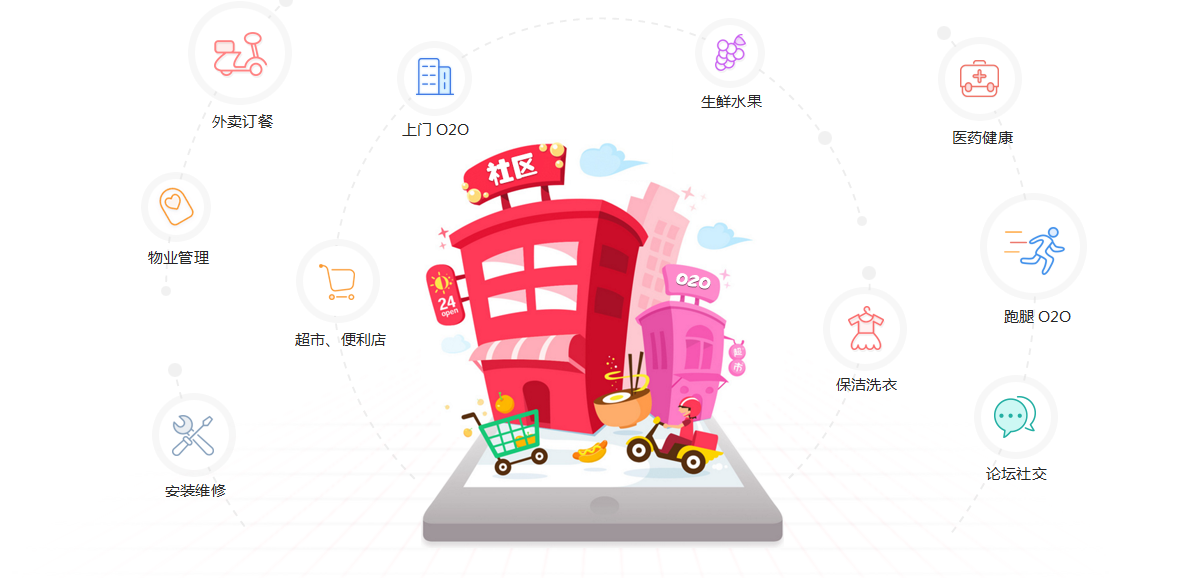 外卖订餐
上门 O2O
生鲜水果
医药健康
社区
物业管理
O2O
24
open
跑腿 O2O
超市、便利店
保洁洗衣
安装维修
论坛社交